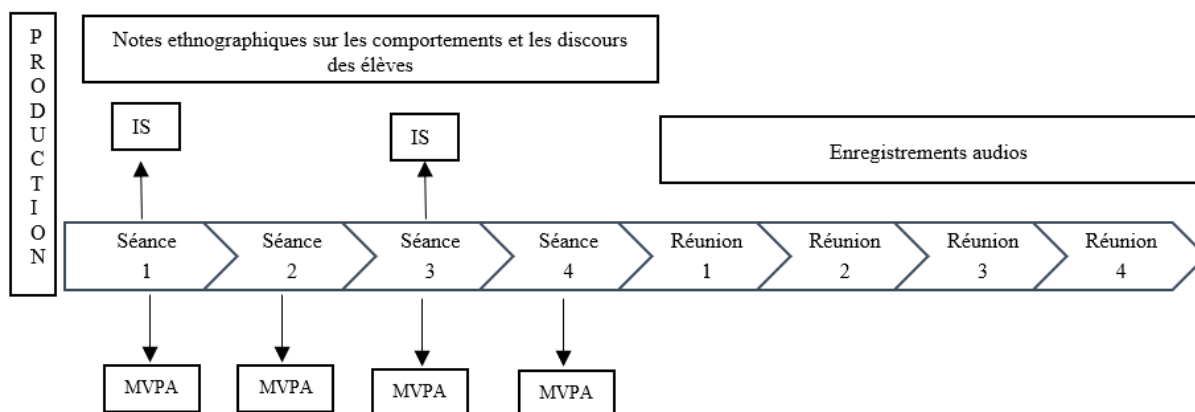 PRODUCTION
Notes ethnographiques sur les comportements et les discours
des élèves
IS
IS
Enregistrements audios
Séance
1
Séance
2
Séance
3
Séance
4
Réunion
1
Réunion
2
Réunion
3
Réunion
4
MVPA
MVPA
MVPA
MVPA